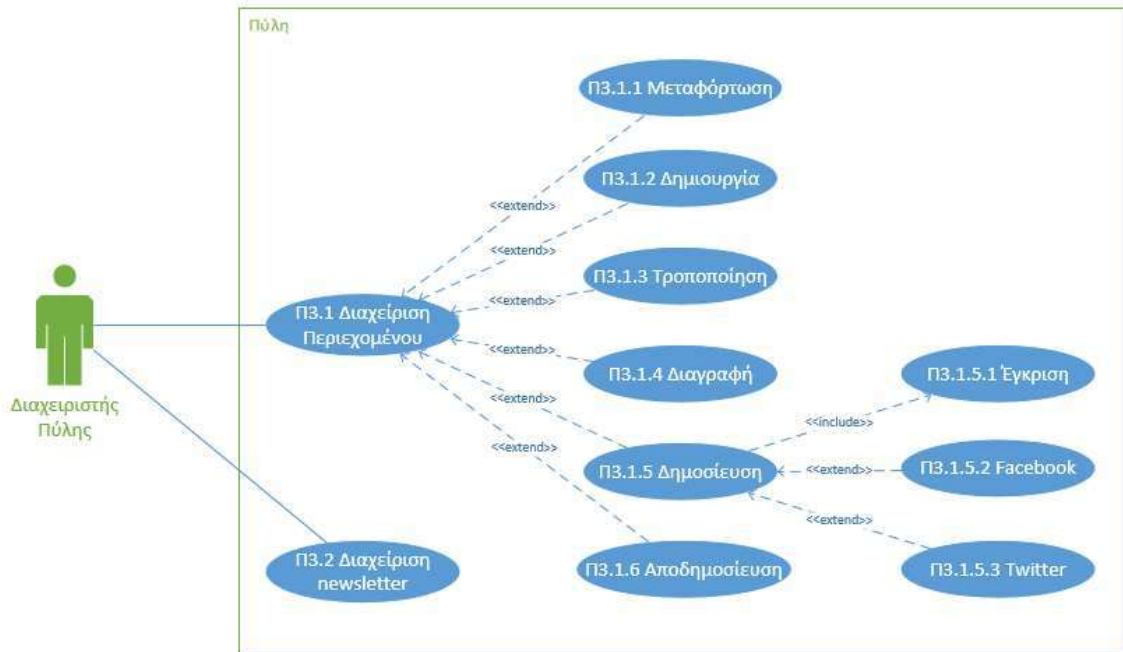 Πύλη
Π3.1.1 Μεταφόρτωση
Π3.1.2 Δημιουργία
<<extend>>
<<extend>>
Π3.1.3 Τροποποίηση
<<extend>>
Π3.1 Διαχείριση
Περιεχομένου
<<extend>>
Π3.1.4 Διαγραφή
Π3.1.5.1 Έγκριση
Διαχειριστής
Πύλης
<<extend>>
<<include>>
<<extend>>
Π3.1.5 Δημοσίευση
<<extend>>
Π3.1.5.2 Facebook
<<extend>>
Π3.2 Διαχείριση
newsletter
Π3.1.6 Αποδημοσίευση
Π3.1.5.3 Twitter